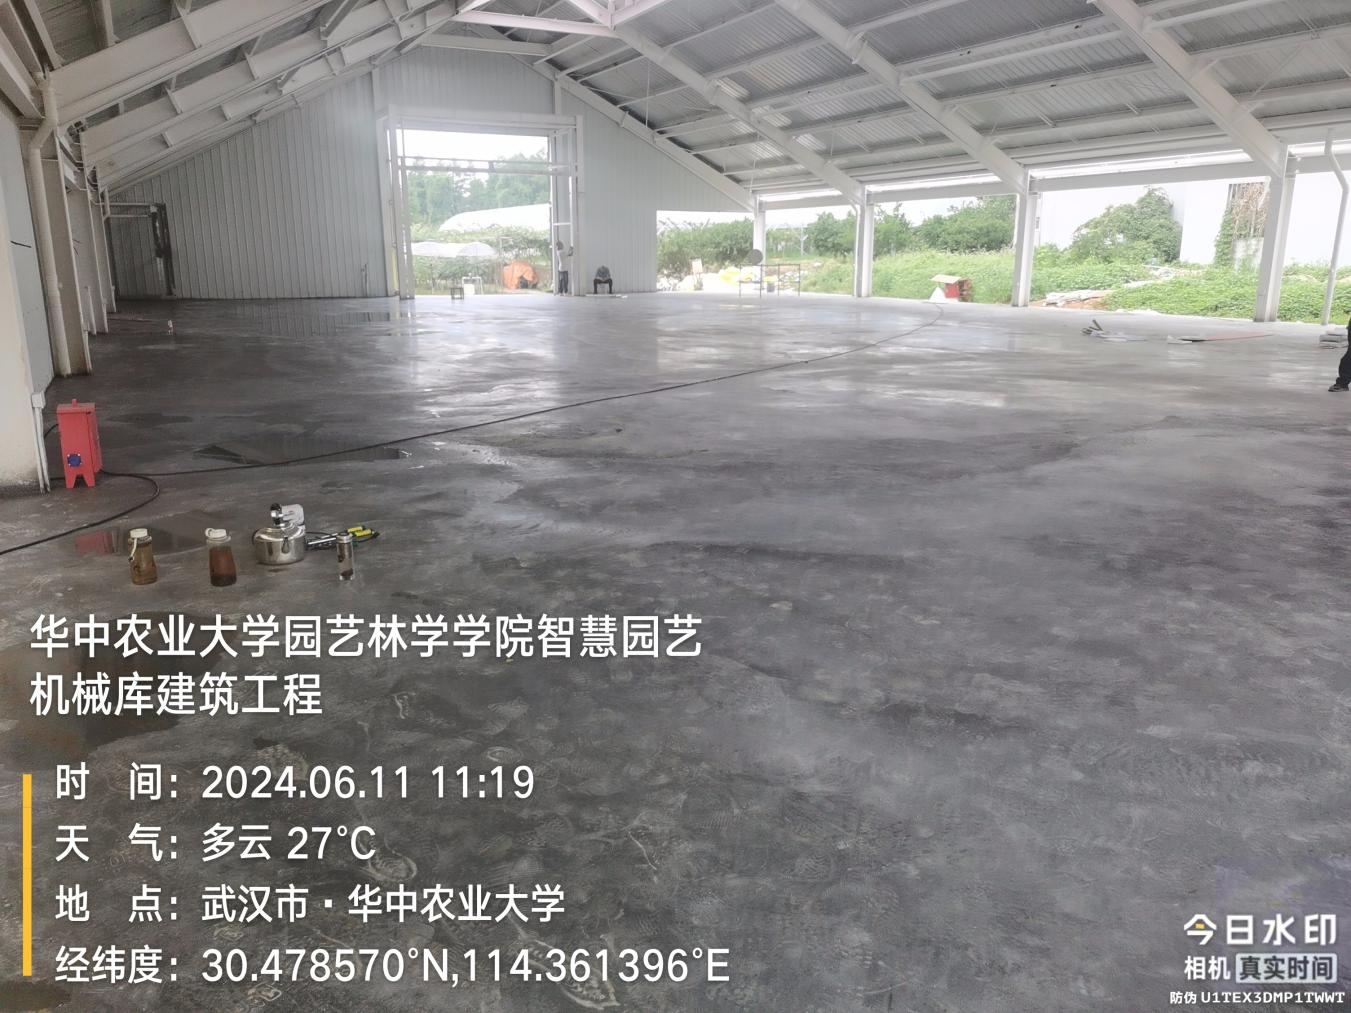 华中农业大学园艺林学学院智慧园艺
机械库建筑工程
时 间：2024.06.11 11:19
天 气：多云 27°C
地 点：武汉市·华中农业大学
经纬度：30.478570°N,114.361396°E
今日水印
相机 真实时间
防伪 U1TEX3DMP1TWWT